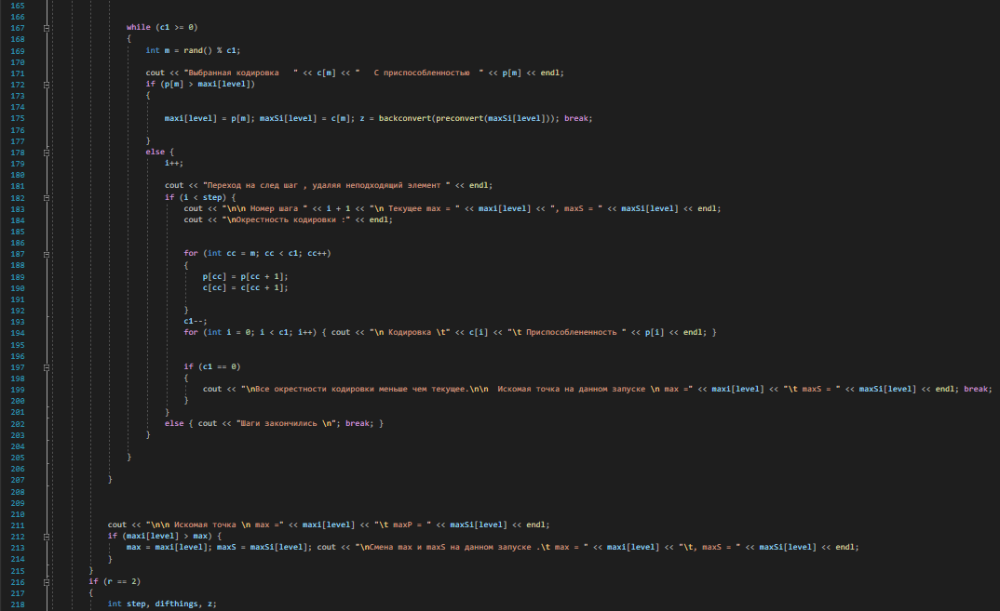 165
166
167 while (c1 >= 0)
168 {
169 int m = rand() % c1;
170
171 cout << "Выбранная кодировка   " << c[m] << "   С приспособленностью  " << p[m] << endl;
172 if (p[m] > maxi[level])
173 {
174
175 maxi[level] = p[m]; maxSi[level] = c[m]; z = backconvert(preconvert(maxSi[level])); break;
176
177 }
178 else {
179 i++;
180
181 cout << "Переход на след шаг , удаляя неподходящий элемент " << endl;
182 if (i < step) {
183 cout << "\n\n Номер шага " << i + 1 << "\n Текущее max = " << maxi[level] << ", maxS = " << maxSi[level] << endl;
184 cout << "\nОкрестность кодировки :" << endl;
185
186
187 for (int cc = m; cc < c1; cc++)
188 {
189 p[cc] = p[cc + 1];
190 c[cc] = c[cc + 1];
191
192 }
193 c1--;
194 for (int i = 0; i < c1; i++) { cout << "\n Кодировка \t" << c[i] << "\t Приспособлененность " << p[i] << endl; }
195
196
197 if (c1 == 0)
198 {
199 cout << "\nВсе окрестности кодировки меньше чем текущее.\n\n  Искомая точка на данном запуске \n max =" << maxi[level] << "\t maxS = " << maxSi[level] << endl; break;
200 }
201 }
202 else { cout << "Шаги закончились \n"; break; }
203 }
204
205 }
206
207 }
208
209
210
211 cout << "\n\n Искомая точка \n max =" << maxi[level] << "\t maxP = " << maxSi[level] << endl;
212 if (maxi[level] > max) {
213 max = maxi[level]; maxS = maxSi[level]; cout << "\nСмена max и maxS на данном запуске .\t max = " << maxi[level] << "\t, maxS = " << maxSi[level] << endl;
214 }
215 }
216 if (r == 2)
217 {
218 int step, difthings, z;